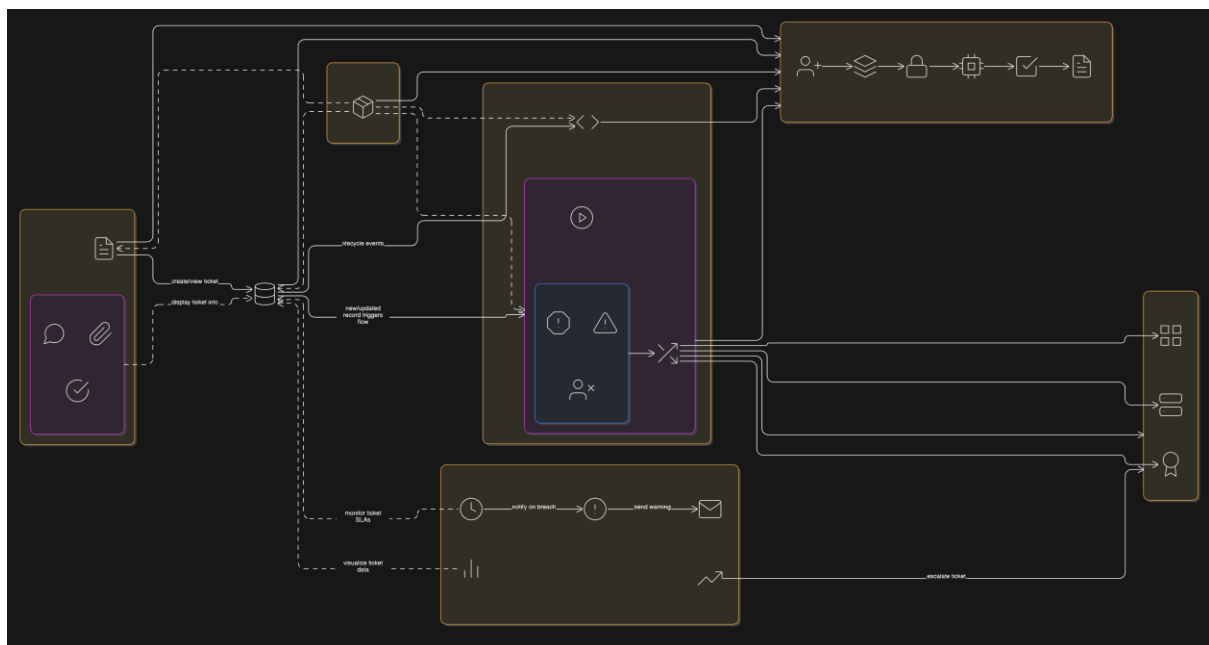 create/view ticket
display ticket info
lifecycle events
new/updated
record triggers
flow
monitor ticket
SLAs
notify on breach
send warning
visualize ticket
data
escalate ticket